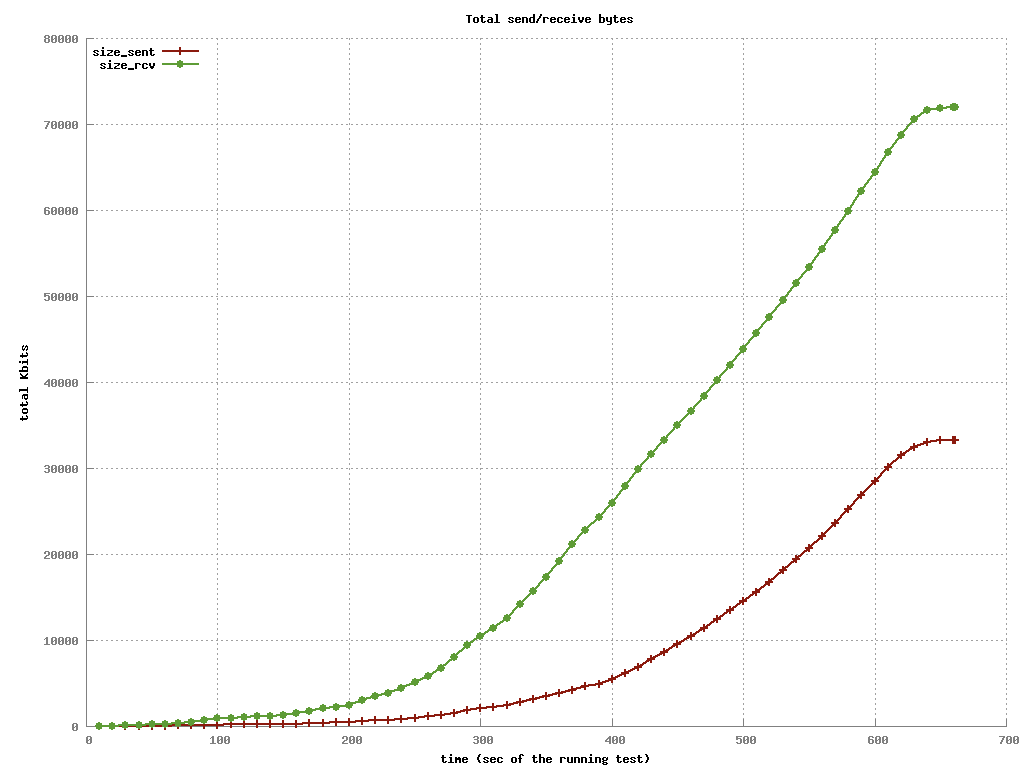 Total send/receive bytes
80000
size_sent
size_rcv
70000
60000
50000
40000
30000
20000
10000
0
total Kbits
0 100 200 300 400 500 600 700
time (sec of the running test)